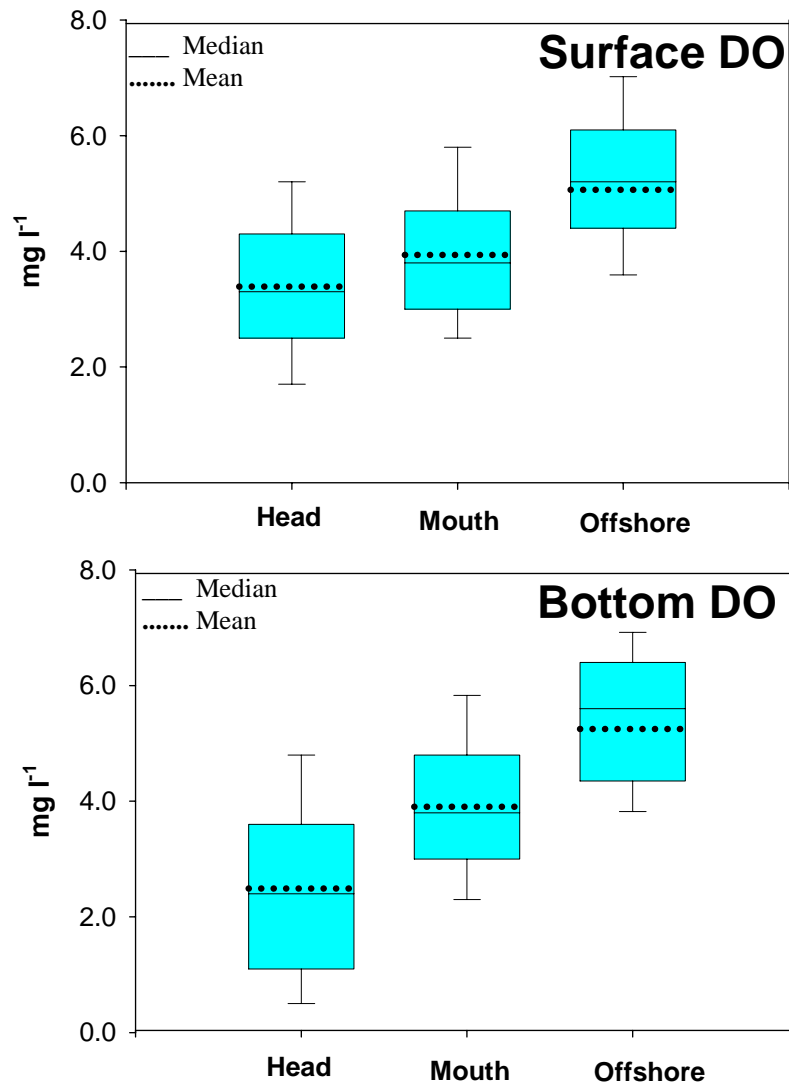 8.0
Surface DO
___ Median
....... Mean
6.0
4.0
2.0
0.0
mg l-1
Head Mouth Offshore
8.0
Bottom DO
___ Median
....... Mean
6.0
4.0
2.0
0.0
mg l-1
Head Mouth Offshore